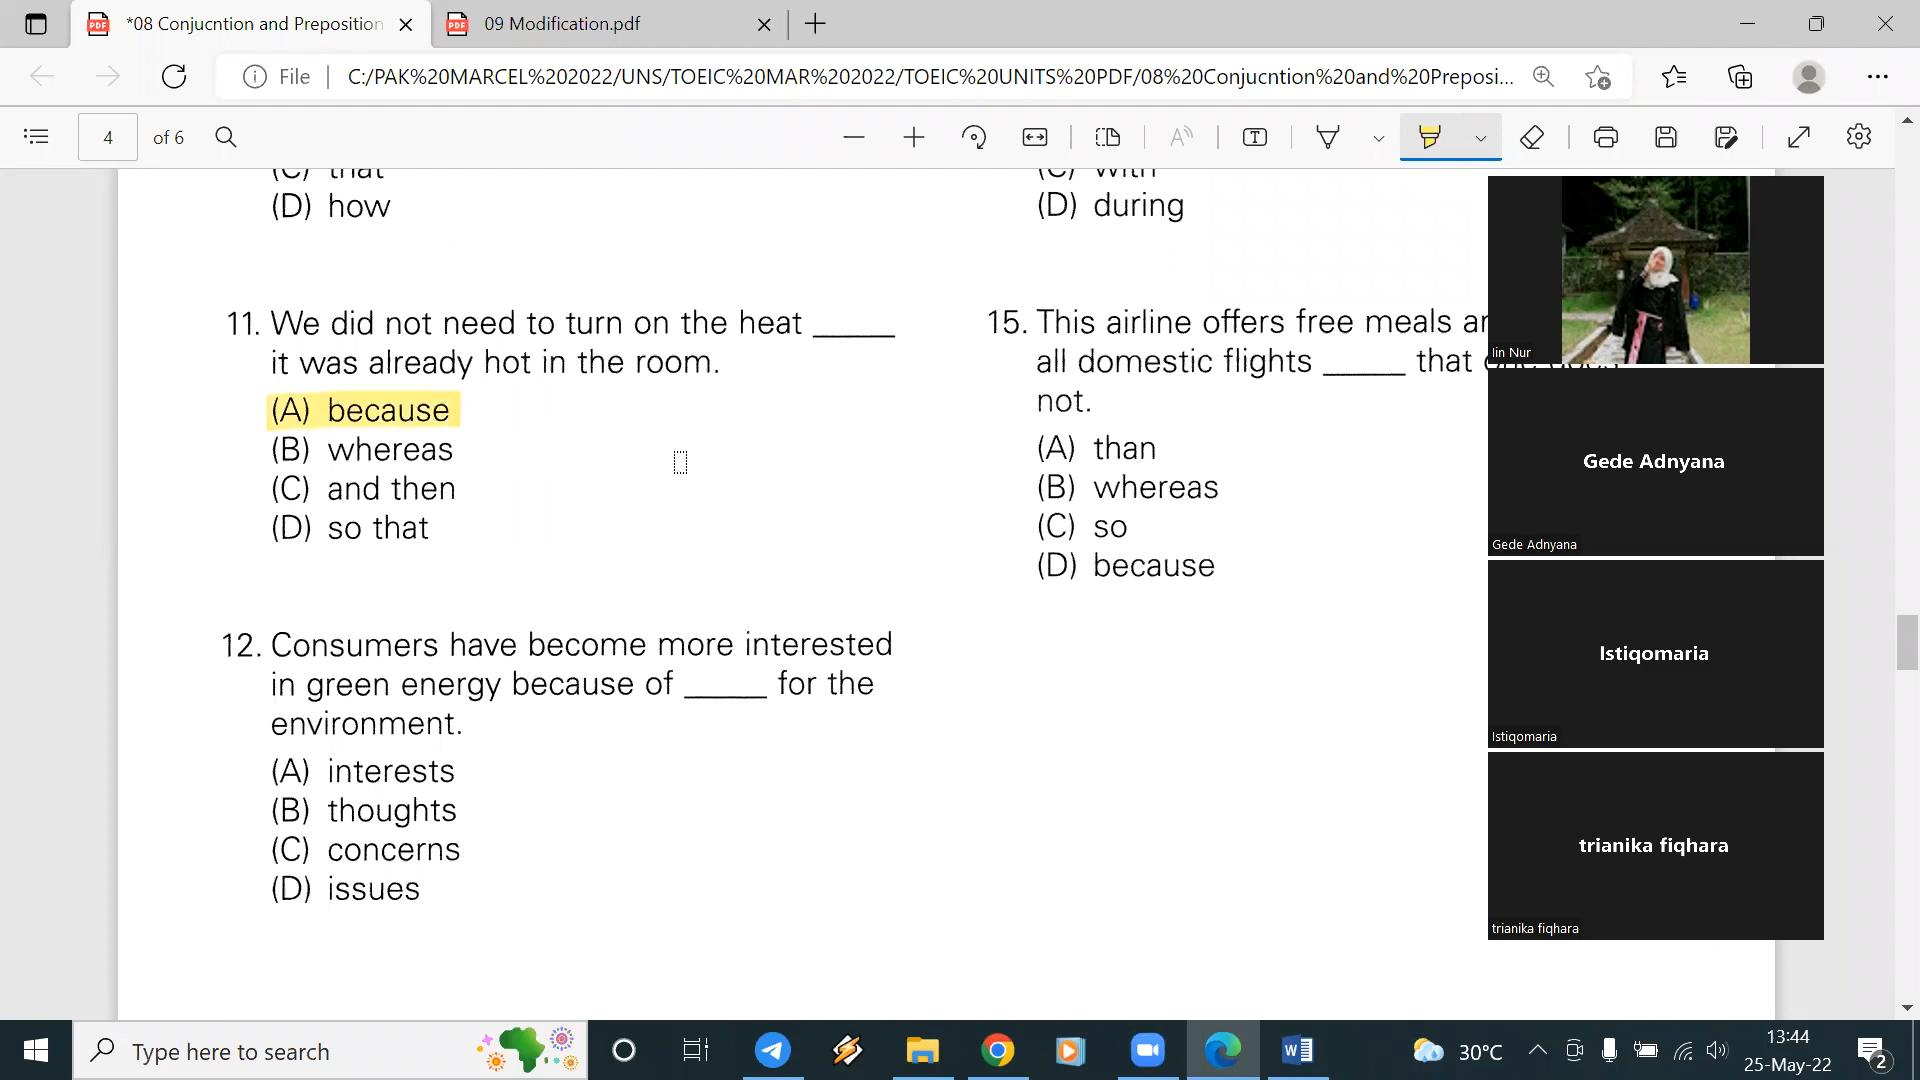 *08 Conjucntion and Preposition
09 Modification.pdf
File
C:/PAK%20MARCEL%202022/UNS/TOEIC%20MAR%202022/TOEIC%20UNITS%20PDF/08%20Conjucntion%20and%20Preposi...
4 of 6
(C) that
(D) how
11. We did not need to turn on the heat _____
it was already hot in the room.
(A) because
(B) whereas
(C) and then
(D) so that
12. Consumers have become more interested
in green energy because of _____ for the
environment.
(A) interests
(B) thoughts
(C) concerns
(D) issues
(C) with
(D) during
15. This airline offers free meals
all domestic flights _____ that one does
not.
(A) than
(B) whereas
(C) so
(D) because
Iin Nur
Gede Adnyana
Gede Adnyana
Istiqomaria
Istiqomaria
trianika fiqhara
trianika fiqhara
Type here to search
30°C
13:44
25-May-22
2